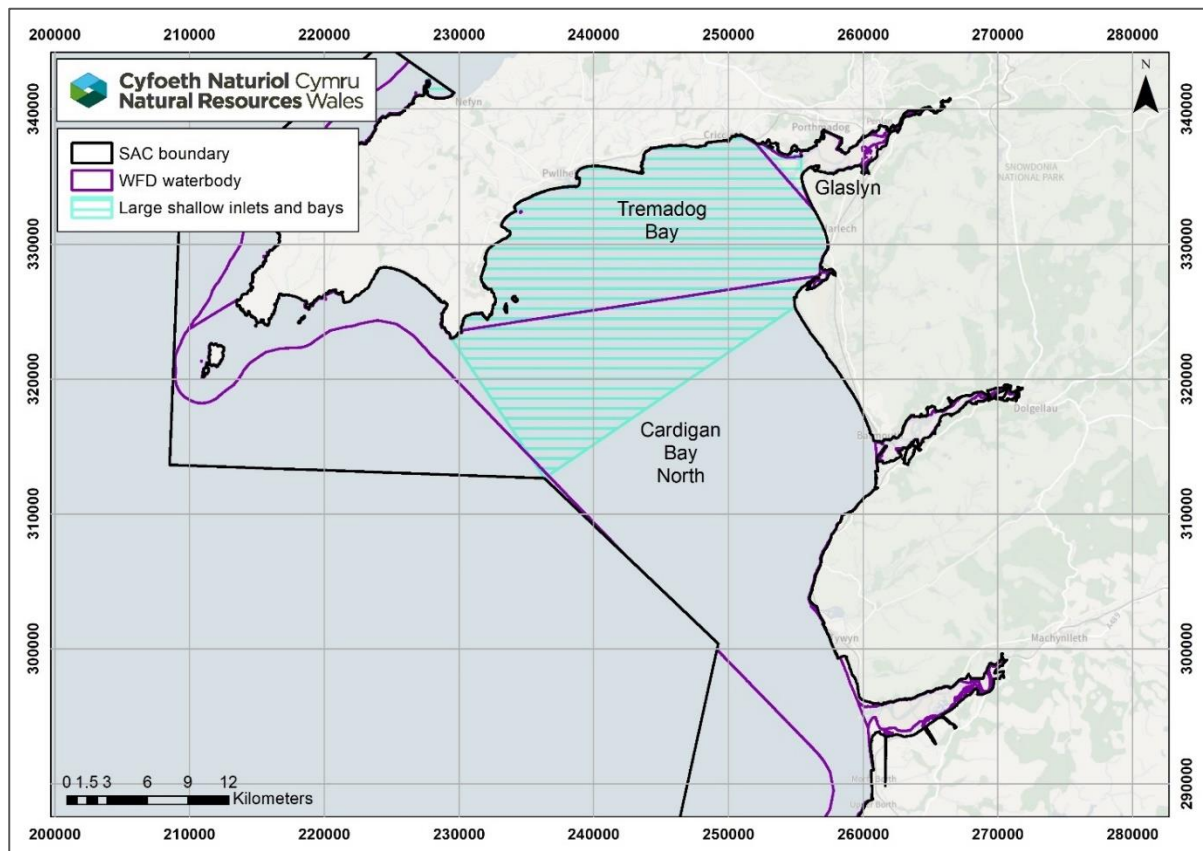 200000 210000 220000 230000 240000 250000 260000 270000 280000
Cyfoeth Naturiol Cymru
Natural Resources Wales
SAC boundary
WFD waterbody
Large shallow inlets and bays
N
340000
340000
Nefyn
Porthmadog
Pwllhe
SNOWDONIA
NATIONAL PARK
Glaslyn
Tremadog
Bay
330000
330000
320000
320000
Dolgellau
Cardigan
Bay
North
310000
310000
Machynlleth
300000
300000
290000
290000
0 1.5 3 6 9 12
Kilometers
200000 210000 220000 230000 240000 250000 260000 270000 280000